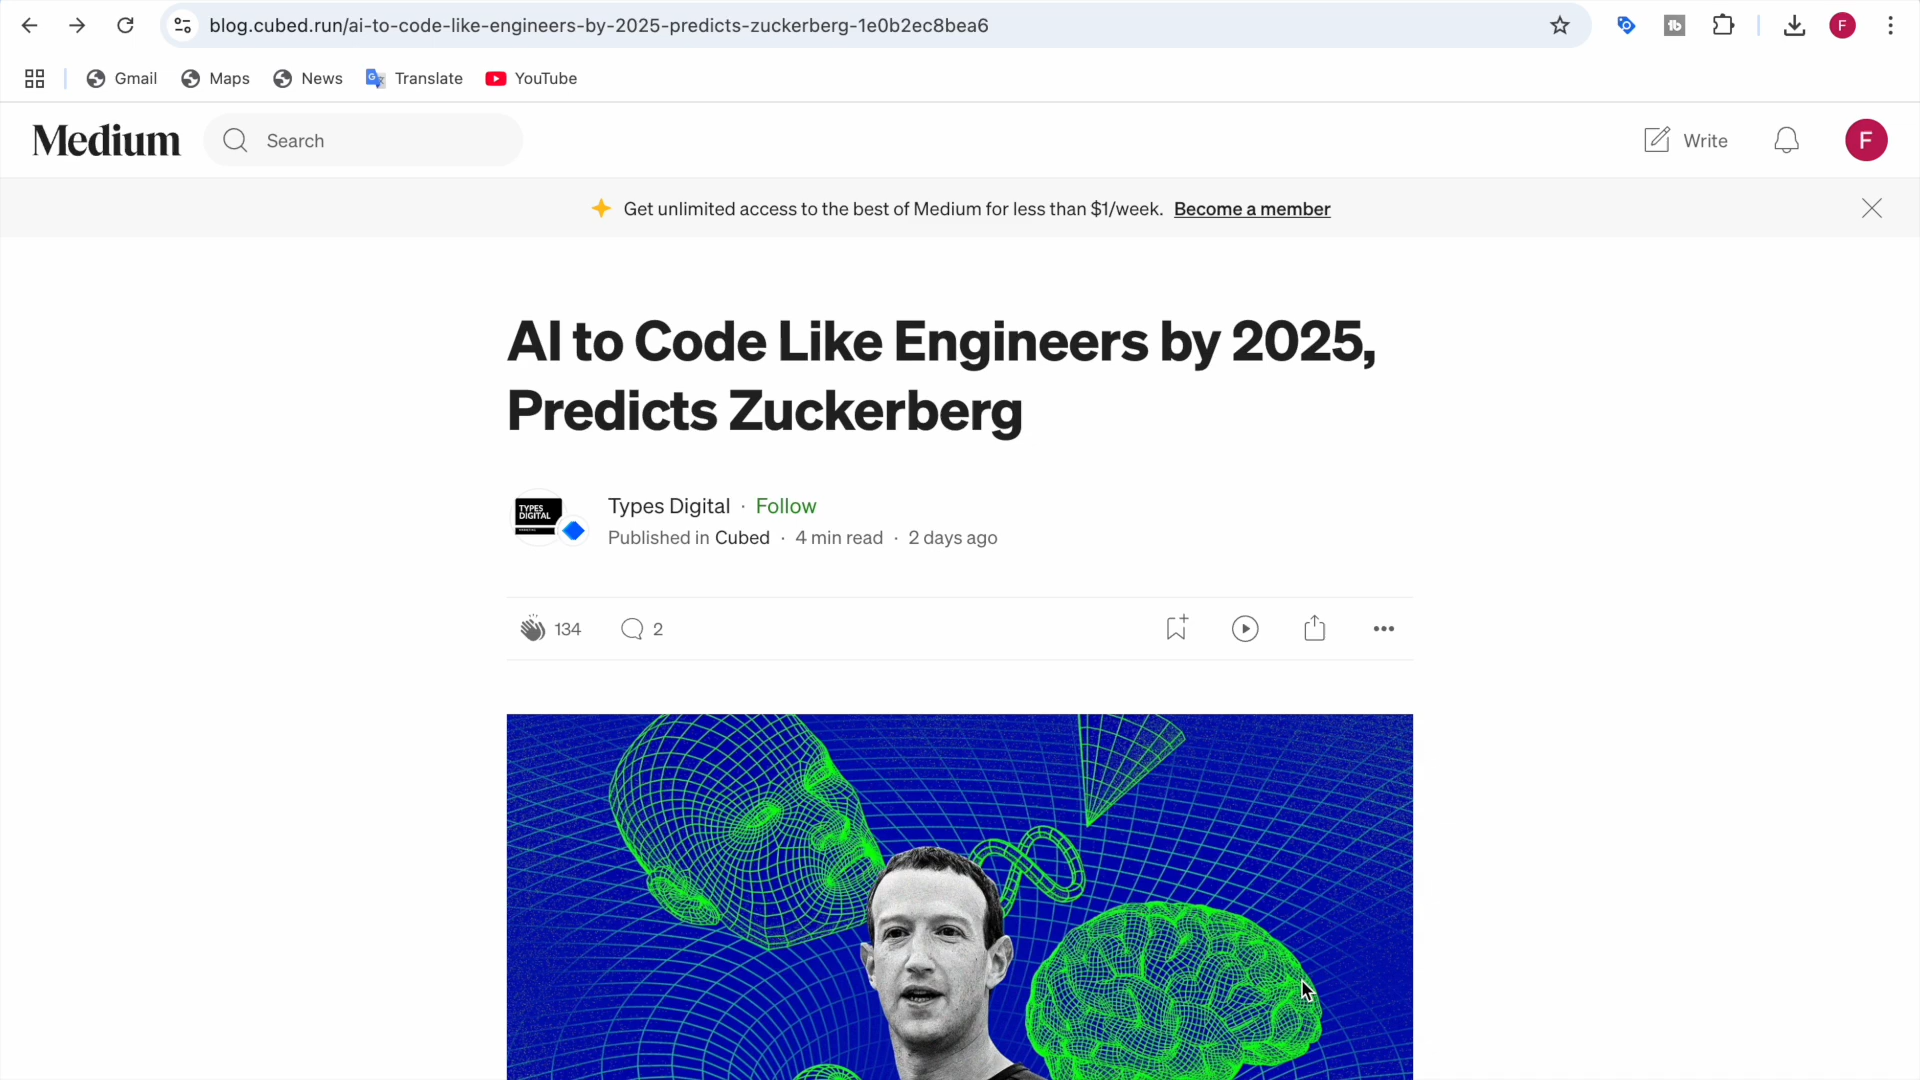 blog.cubed.run/ai-to-code-like-engineers-by-2025-predicts-zuckerberg-1e0b2ec8bea6
F
Gmail
Maps
News
Translate
YouTube
Medium
Search
Write
F
Get unlimited access to the best of Medium for less than $1/week. Become a member
AI to Code Like Engineers by 2025,
Predicts Zuckerberg
TYPES
DIGITAL
Types Digital · Follow
Published in Cubed · 4 min read · 2 days ago
134
2